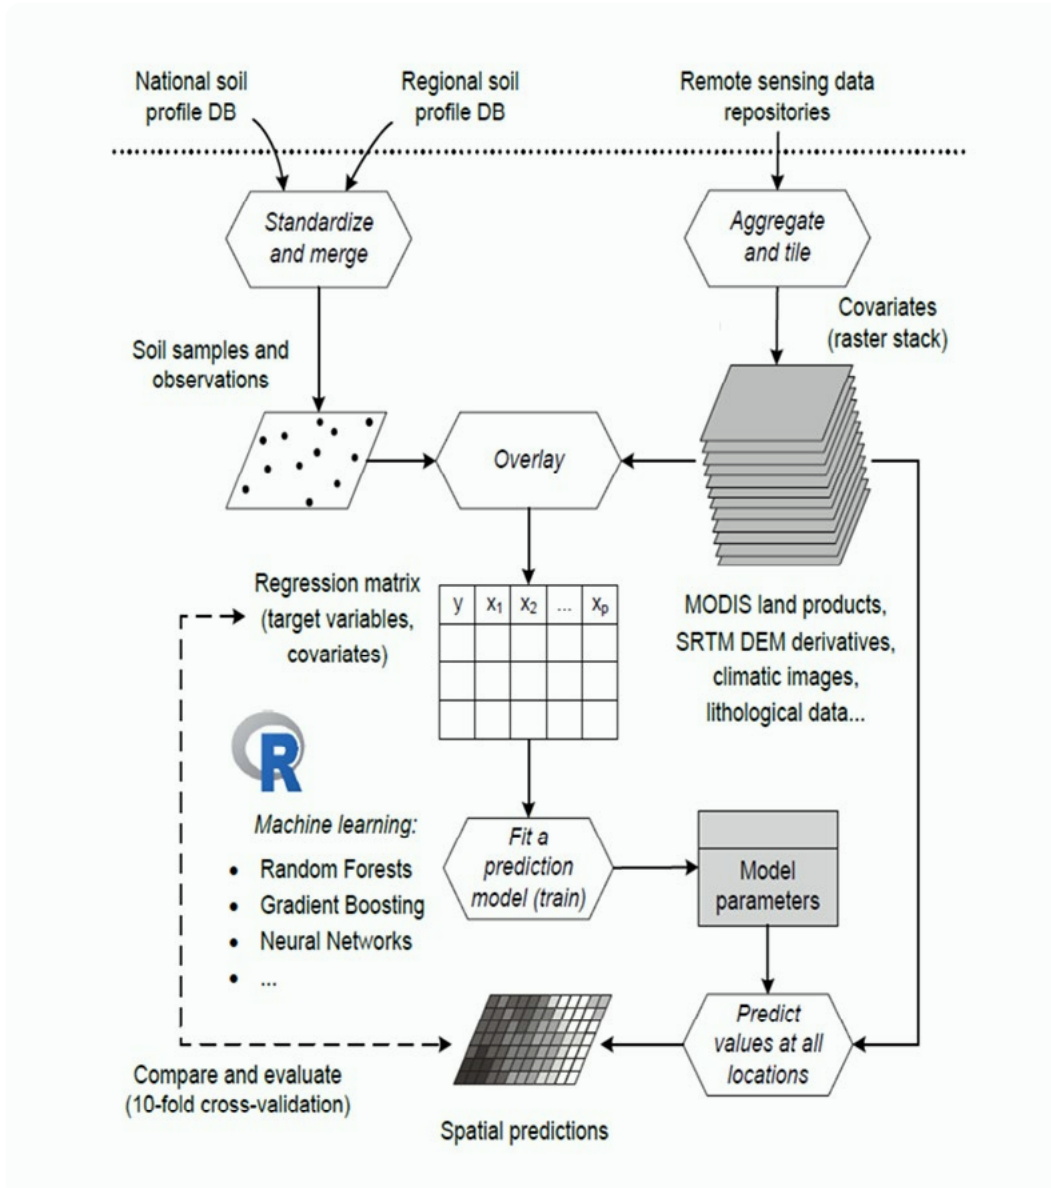 National soil
profile DB
Regional soil
profile DB
Remote sensing data
repositories
Standardize
and merge
Aggregate
and tile
Covariates
(raster stack)
Soil samples and
observations
Overlay
Regression matrix
(target variables,
covariates)
y x1 x2 ... xp
MODIS land products,
SRTM DEM derivatives,
climatic images,
lithological data...
R
Machine learning:
• Random Forests
• Gradient Boosting
• Neural Networks
• ...
Fit a
prediction
model (train)
Model
parameters
Predict
values at all
locations
Compare and evaluate
(10-fold cross-validation)
Spatial predictions